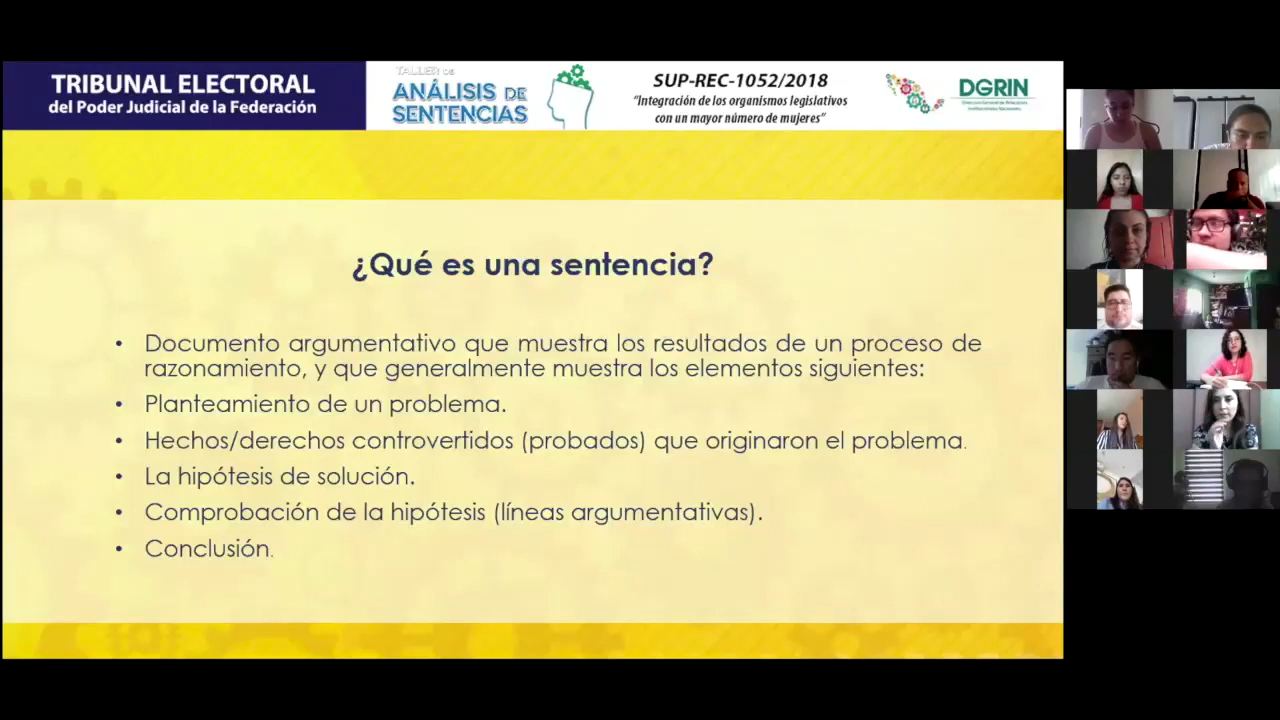 TRIBUNAL ELECTORAL
del Poder Judicial de la Federación
TALLER DE
ANÁLISIS DE
SENTENCIAS
SUP-REC-1052/2018
"Integración de los organismos legislativos
con un mayor número de mujeres"
DGRIN
¿Qué es una sentencia?
• Documento argumentativo que muestra los resultados de un proceso de
razonamiento, y que generalmente muestra los elementos siguientes:
• Planteamiento de un problema.
• Hechos/derechos controvertidos (probados) que originaron el problema.
• La hipótesis de solución.
• Comprobación de la hipótesis (líneas argumentativas).
• Conclusión.